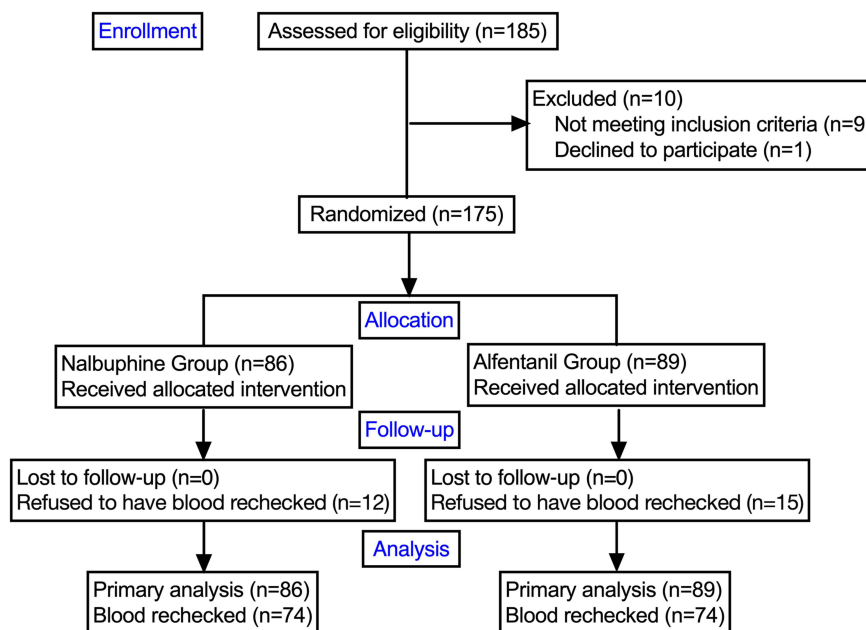 Enrollment
Assessed for eligibility (n=185)
Excluded (n=10)
Not meeting inclusion criteria (n=9
Declined to participate (n=1)
Randomized (n=175)
Allocation
Nalbuphine Group (n=86)
Received allocated intervention
Alfentanil Group (n=89)
Received allocated intervention
Follow-up
Lost to follow-up (n=0)
Refused to have blood rechecked (n=12)
Lost to follow-up (n=0)
Refused to have blood rechecked (n=15)
Analysis
Primary analysis (n=86)
Blood rechecked (n=74)
Primary analysis (n=89)
Blood rechecked (n=74)